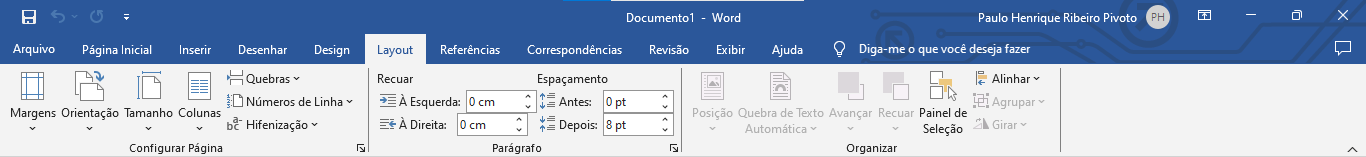 Documento1 - Word
Paulo Henrique Ribeiro Pivoto PH
Arquivo Página Inicial Inserir Desenhar Design Layout Referências Correspondências Revisão Exibir Ajuda Diga-me o que você deseja fazer
Margens
Orientação
Tamanho
Colunas
Quebras
Números de Linha
bc
a-
Hifenização
Configurar Página
Recuar
À Esquerda: 0 cm
À Direita: 0 cm
Espaçamento
Antes: 0 pt
Depois: 8 pt
Parágrafo
Posição
Quebra de Texto
Automática
Avançar
Recuar
Painel de
Seleção
Alinhar
Agrupar
Girar
Organizar